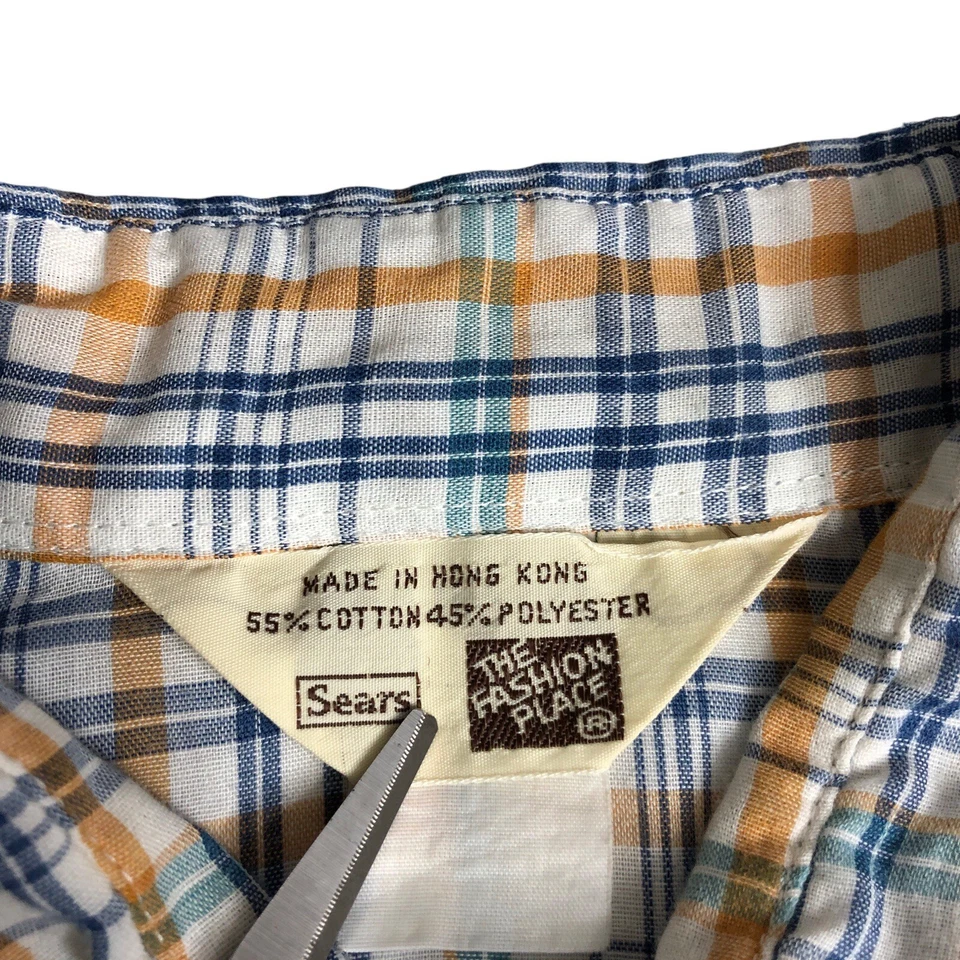 MADE IN HONG KONG
55% COTTON 45% POLYESTER
Sears
THE
FASHION
PLACE
®